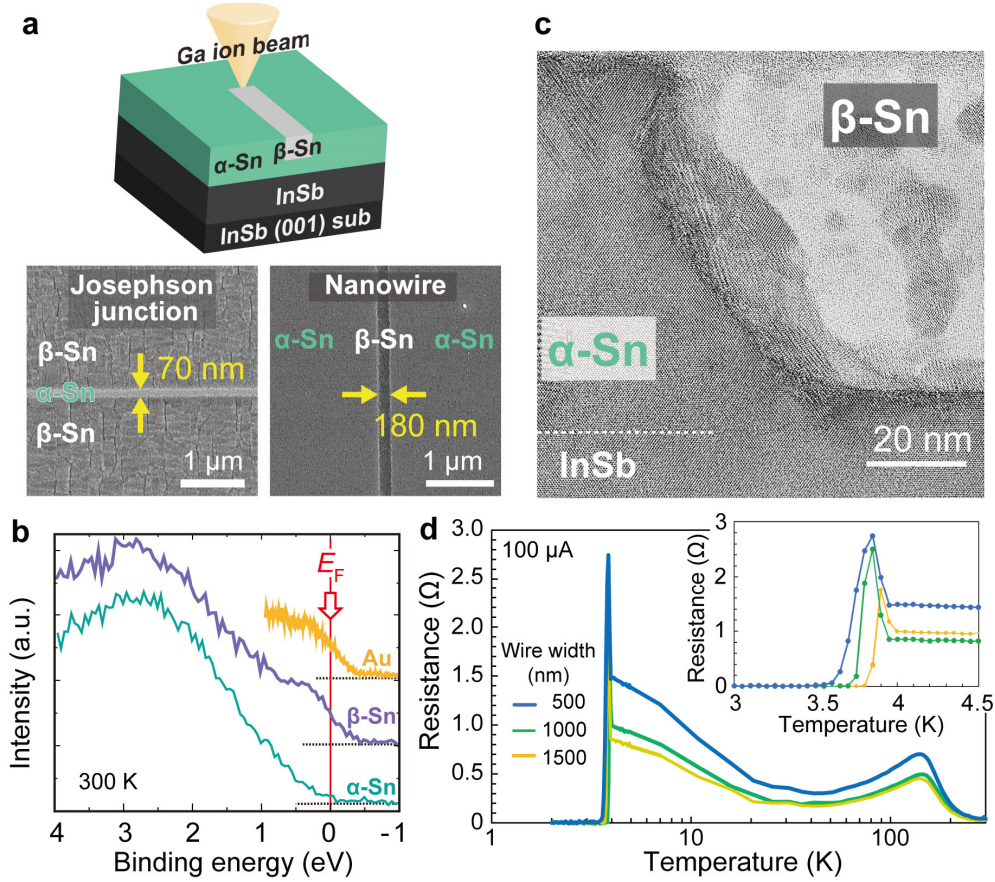 a
Ga ion beam
α-Sn β-Sn
InSb
InSb (001) sub
Josephson
junction
β-Sn
70 nm
α-Sn
β-Sn
1 μm
Nanowire
α-Sn β-Sn α-Sn
180 nm
1 μm
c
β-Sn
α-Sn
InSb
20 nm
b
Intensity (a.u.)
E_F
Au
β-Sn
α-Sn
300 K
4 3 2 1 0 -1
Binding energy (eV)
d
Resistance (Ω)
3.0
2.5
2.0
1.5
1.0
0.5
0.0
100 μA
Wire width
(nm)
500
1000
1500
1 10 100
Temperature (K)
Resistance (Ω)
3
2
1
0
3 3.5 4 4.5
Temperature (K)